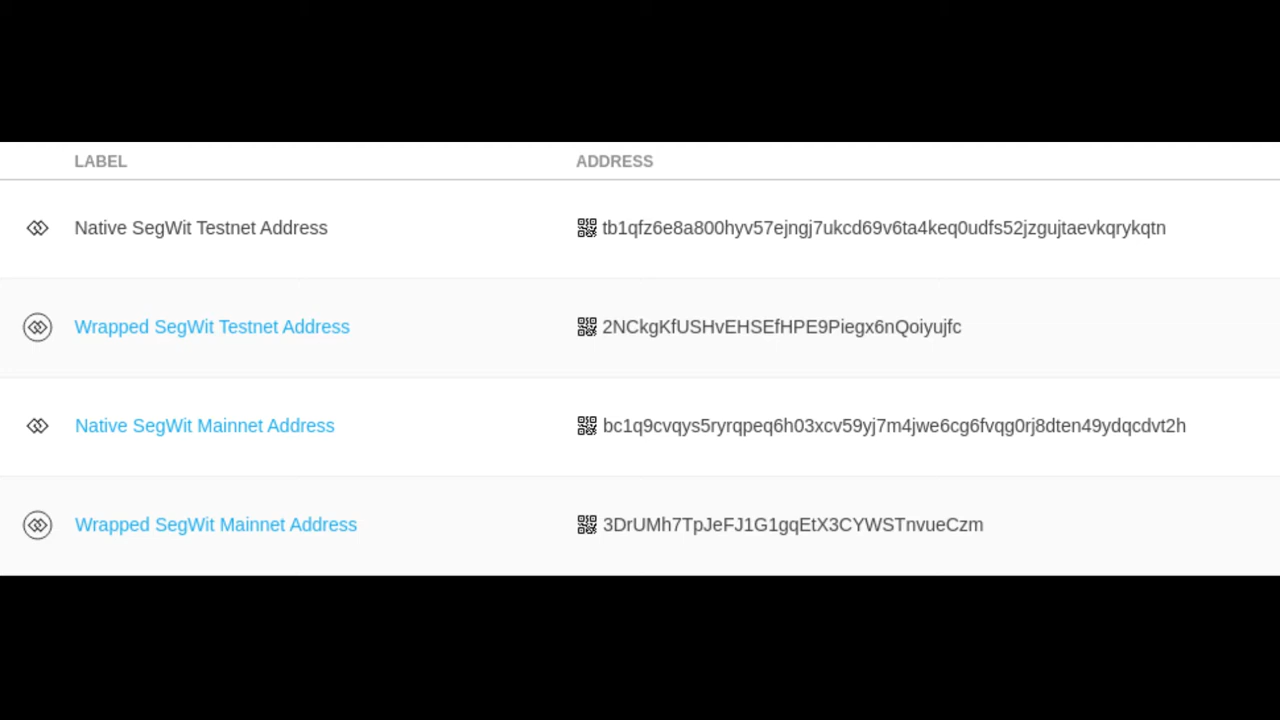 LABEL ADDRESS
Native SegWit Testnet Address tb1qfz6e8a800hyv57ejngj7ukcd69v6ta4keq0udfs52jzgujtaevkqrykqtn
Wrapped SegWit Testnet Address 2NCkgKfUSHvEHSEfHPE9Piegx6nQoiyujfc
Native SegWit Mainnet Address bc1q9cvqys5ryrqpeq6h03xcv59yj7m4jwe6cg6fvqg0rj8dten49ydqcdvt2h
Wrapped SegWit Mainnet Address 3DrUMh7TpJeFJ1G1gqEtX3CYWSTnvueCzm